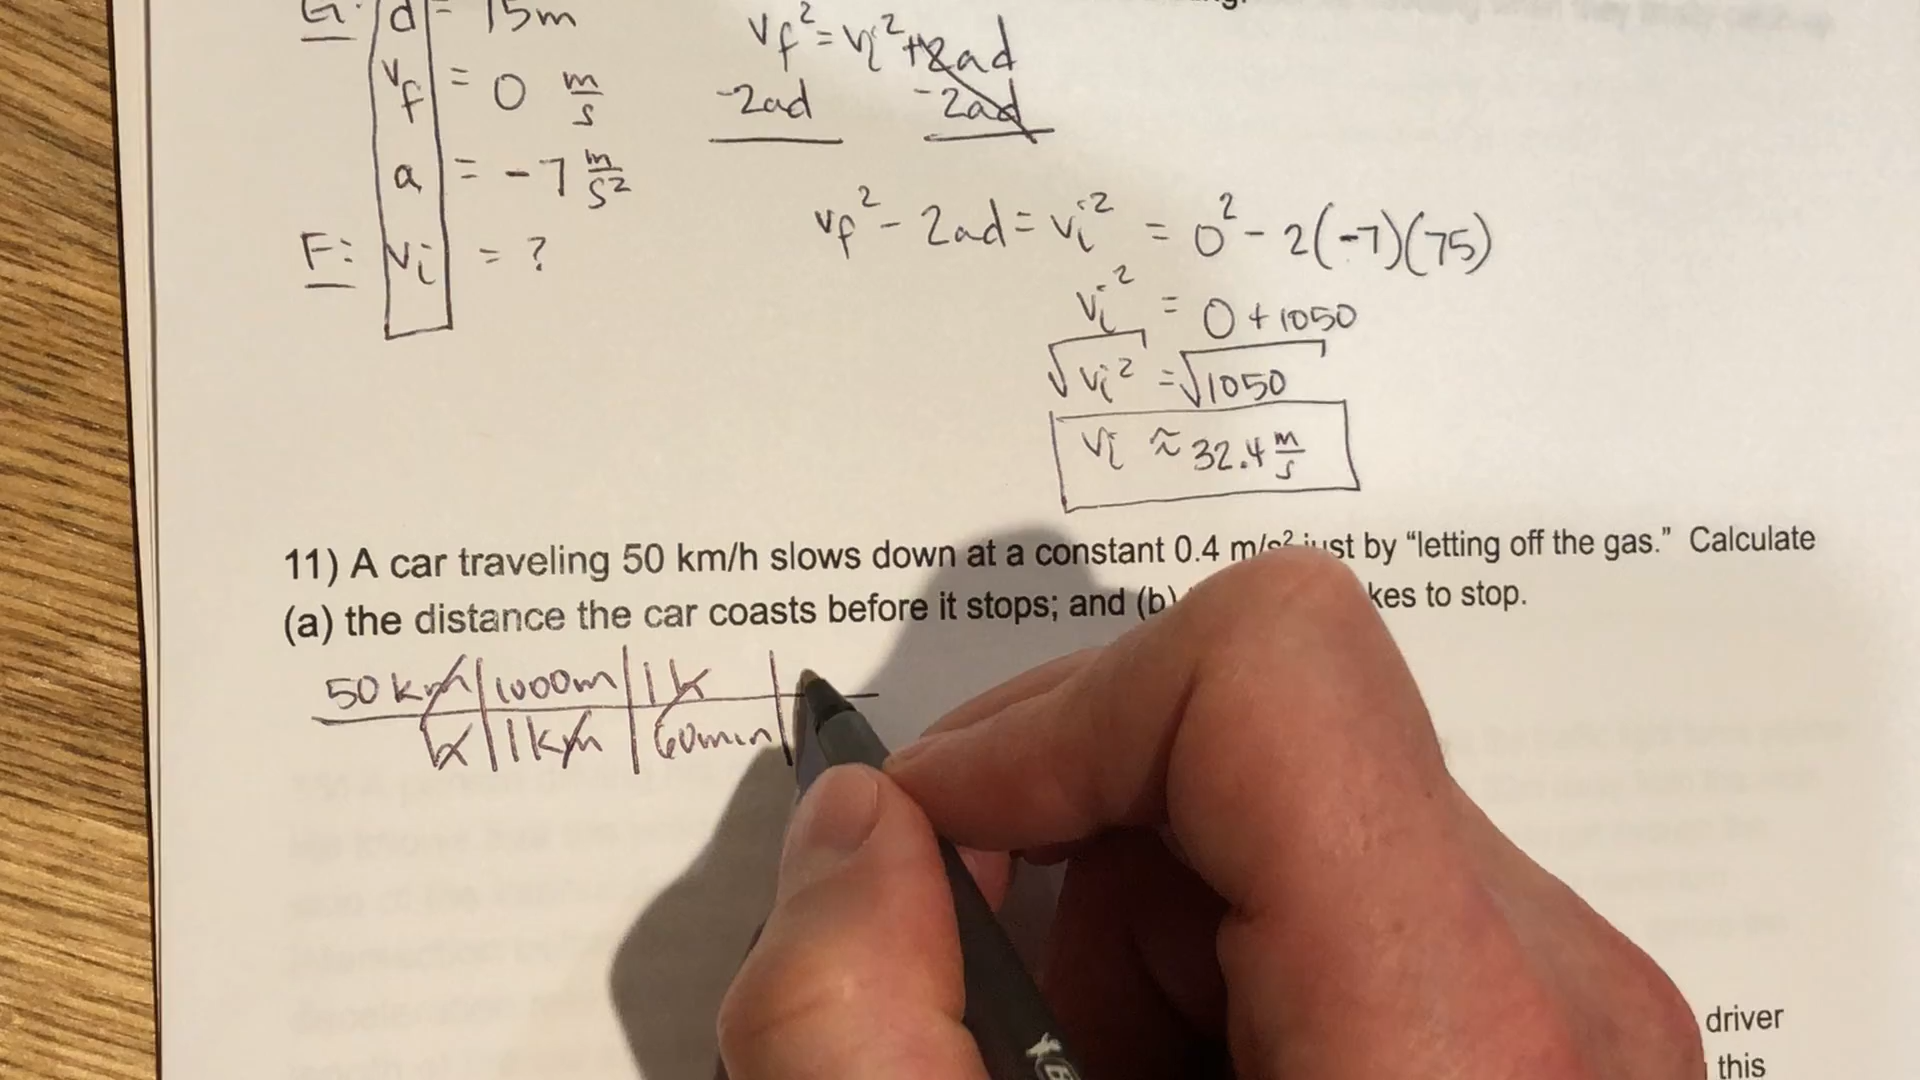 G: d = 75m
vf = 0 m/s
a = -7 m/s²
F: vi = ?
vf² = vi² + 2ad
-2ad -2ad
vf² - 2ad = vi² = 0² - 2(-7)(75)
vi² = 0 + 1050
√vi² = √1050
vi ≈ 32.4 m/s
11) A car traveling 50 km/h slows down at a constant 0.4 m/s² just by “letting off the gas.” Calculate
(a) the distance the car coasts before it stops; and (b) kes to stop.
50 km | 1000m | 1h |
h | 1km | 60min |
driver
this